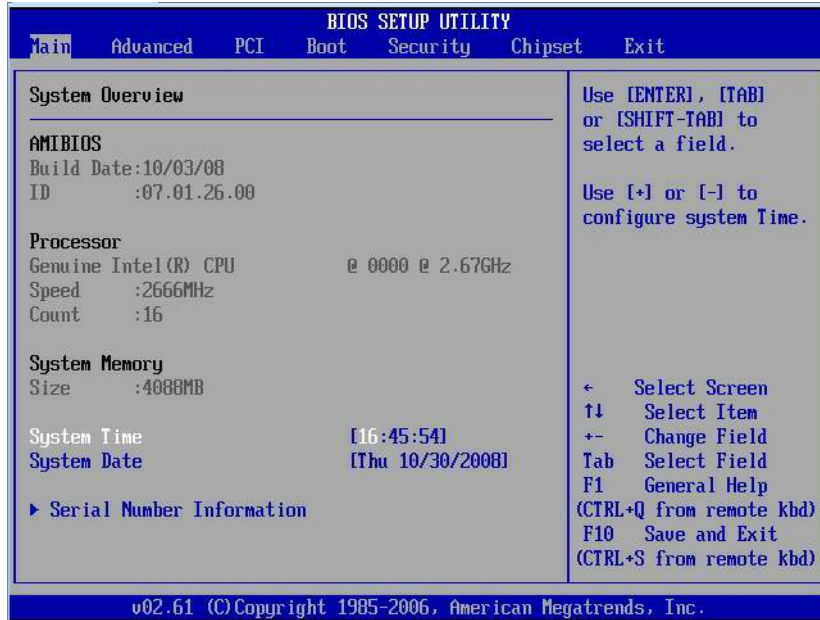 BIOS SETUP UTILITY
Main Advanced PCI Boot Security Chipset Exit
System Overview
AMIBIOS
Build Date:10/03/08
ID :07.01.26.00
Processor
Genuine Intel(R) CPU @ 0000 @ 2.67GHz
Speed :2666MHz
Count :16
System Memory
Size :4088MB
System Time [16:45:54]
System Date [Thu 10/30/2008]
▶ Serial Number Information
Use [ENTER], [TAB]
or [SHIFT-TAB] to
select a field.
Use [+] or [-] to
configure system Time.
← Select Screen
↑↓ Select Item
+- Change Field
Tab Select Field
F1 General Help
(CTRL+Q from remote kbd)
F10 Save and Exit
(CTRL+S from remote kbd)
v02.61 (C)Copyright 1985-2006, American Megatrends, Inc.